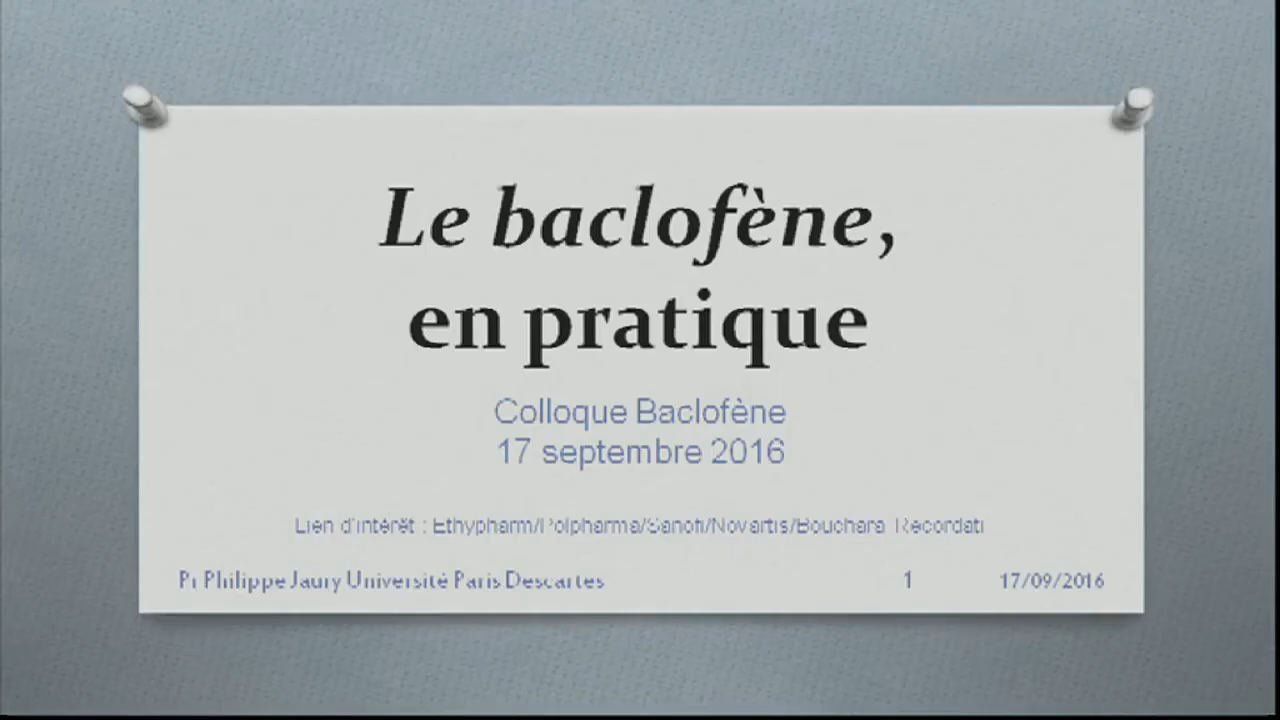 Le baclofène,
en pratique
Colloque Baclofène
17 septembre 2016
Lien d'intérêt : Ethypharm/Polpharma/Sanofi/Novartis/Bouchara Recordati
Pr Philippe Jaury Université Paris Descartes 1 17/09/2016